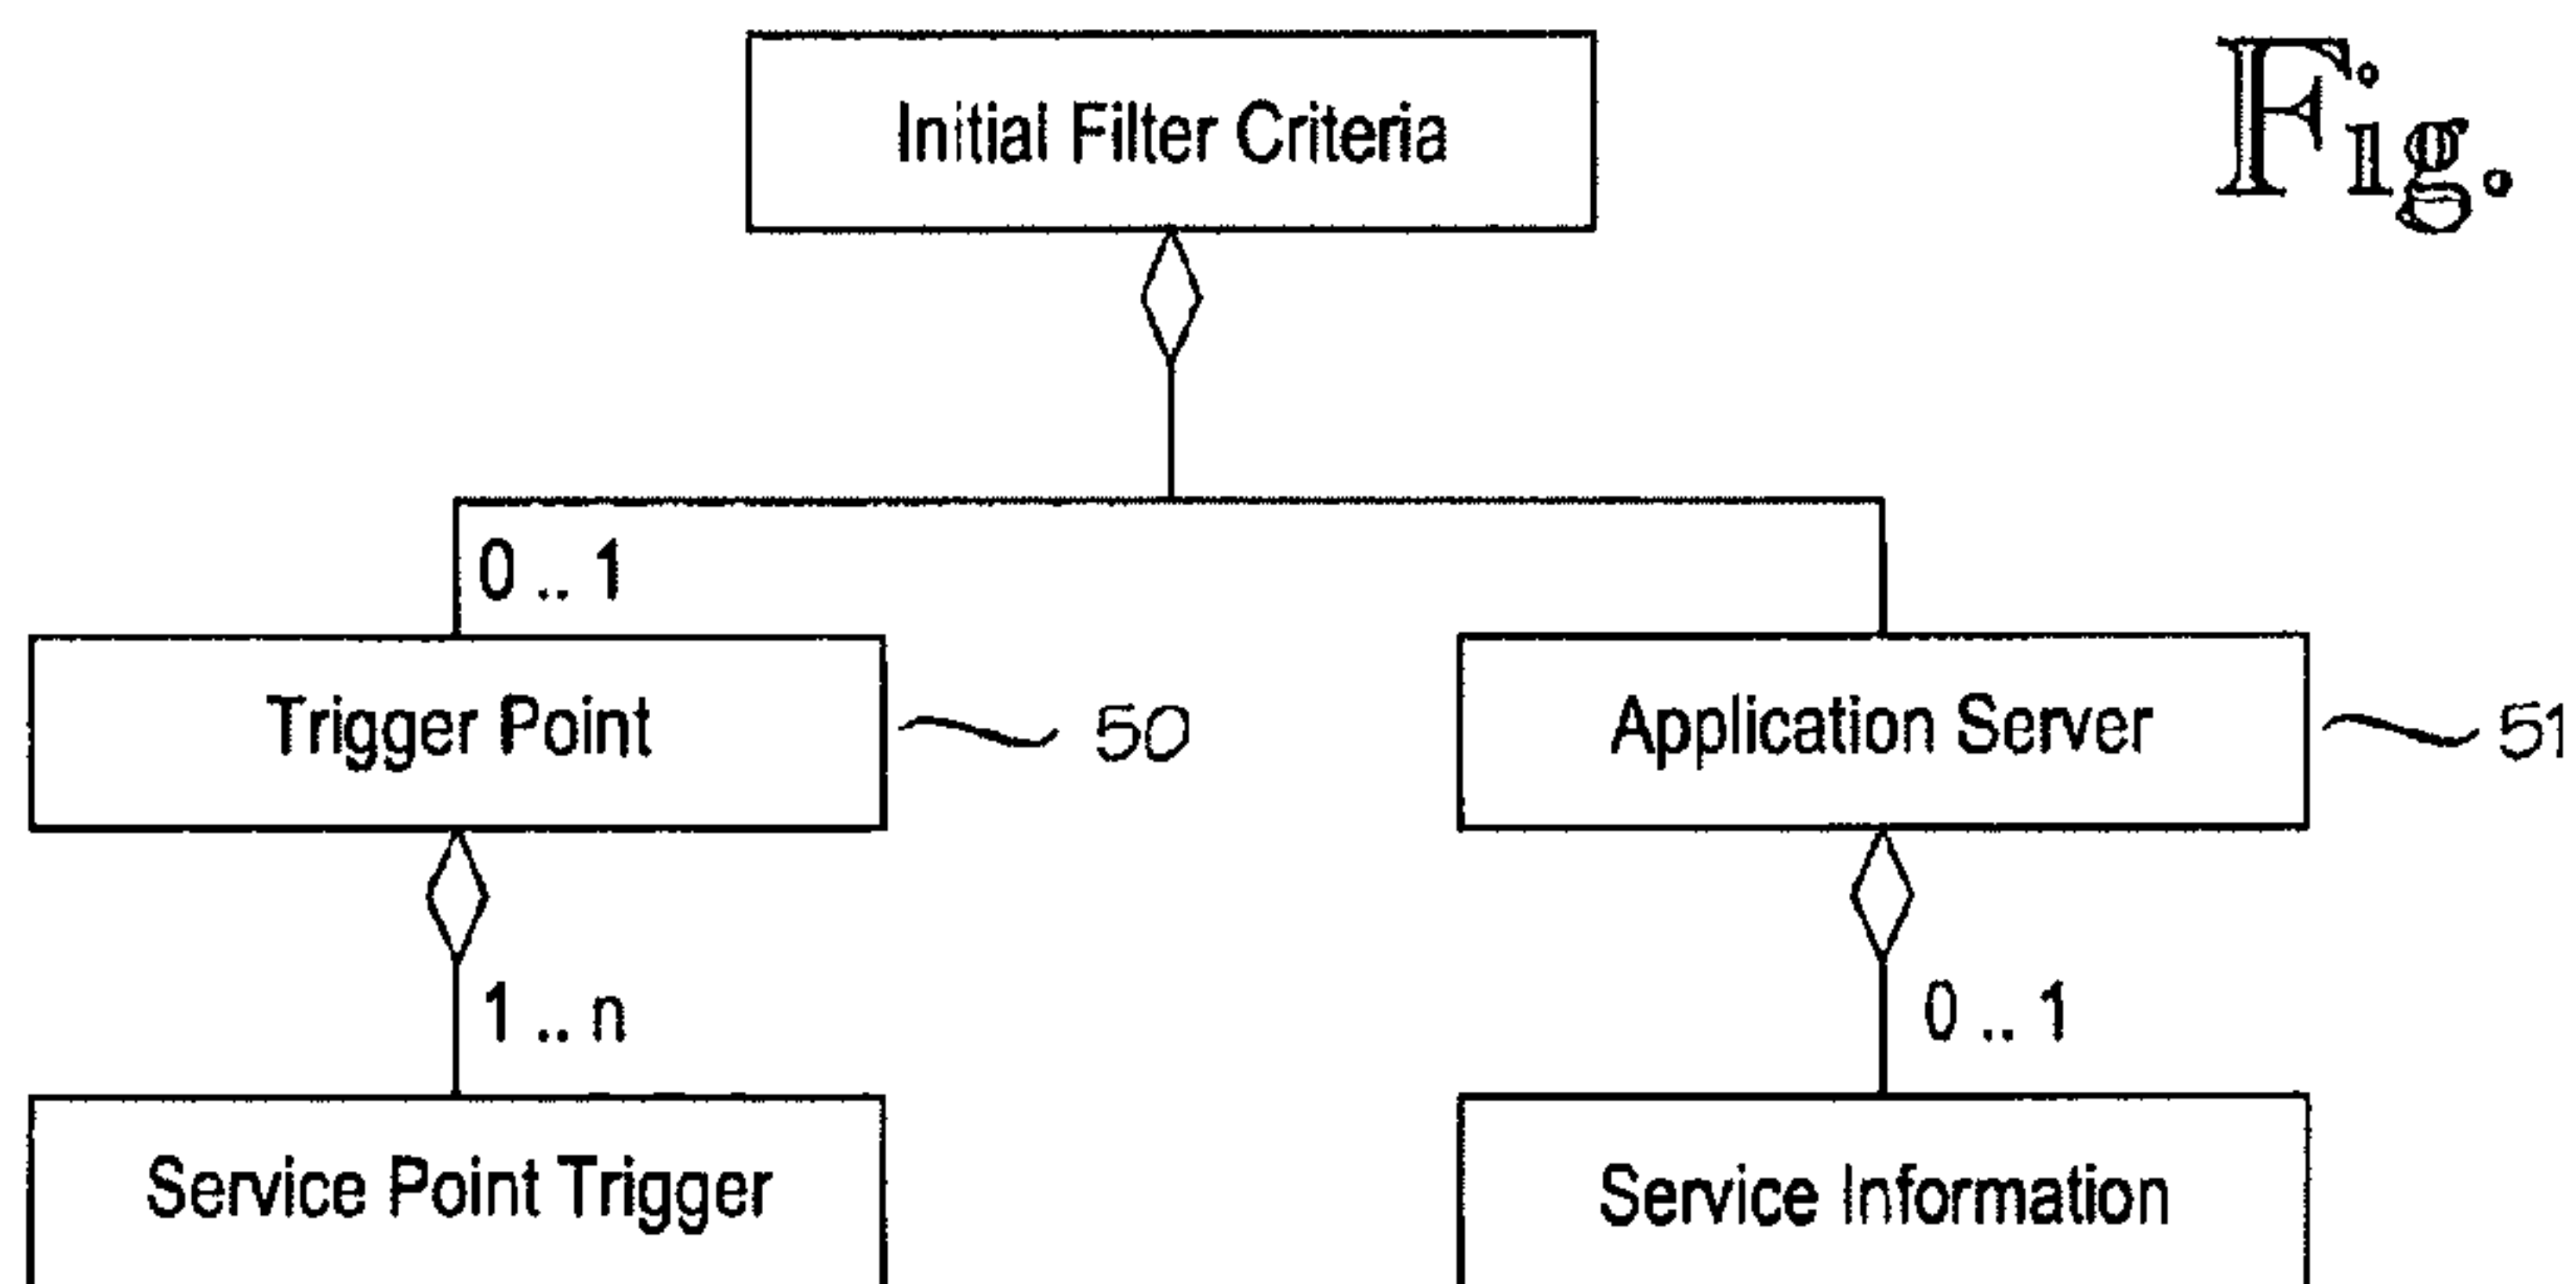 Initial Filter Criteria
Fig.
0 .. 1
Trigger Point
50
Application Server
51
1 .. n
0 .. 1
Service Point Trigger
Service Information